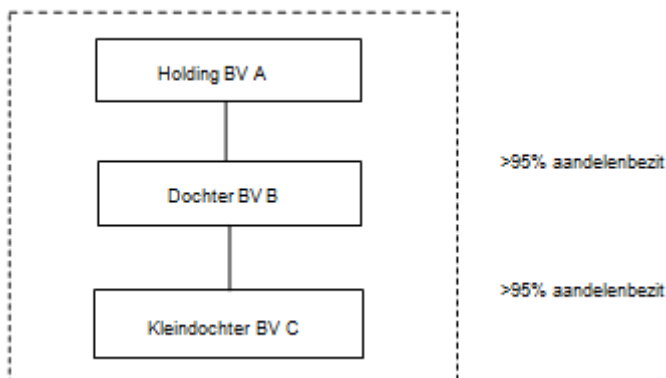 Holding BV A
>95% aandelenbezit
Dochter BV B
>95% aandelenbezit
Kleindochter BV C